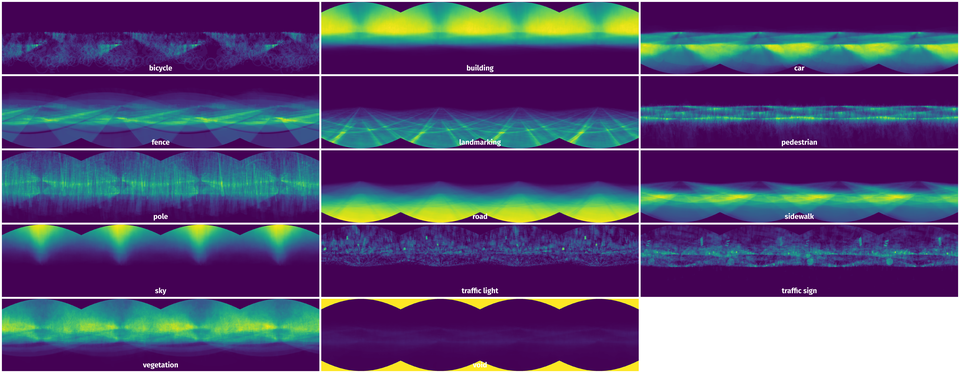 bicycle
building
car
fence
landmarking
pedestrian
pole
road
sidewalk
sky
traffic light
traffic sign
vegetation
void